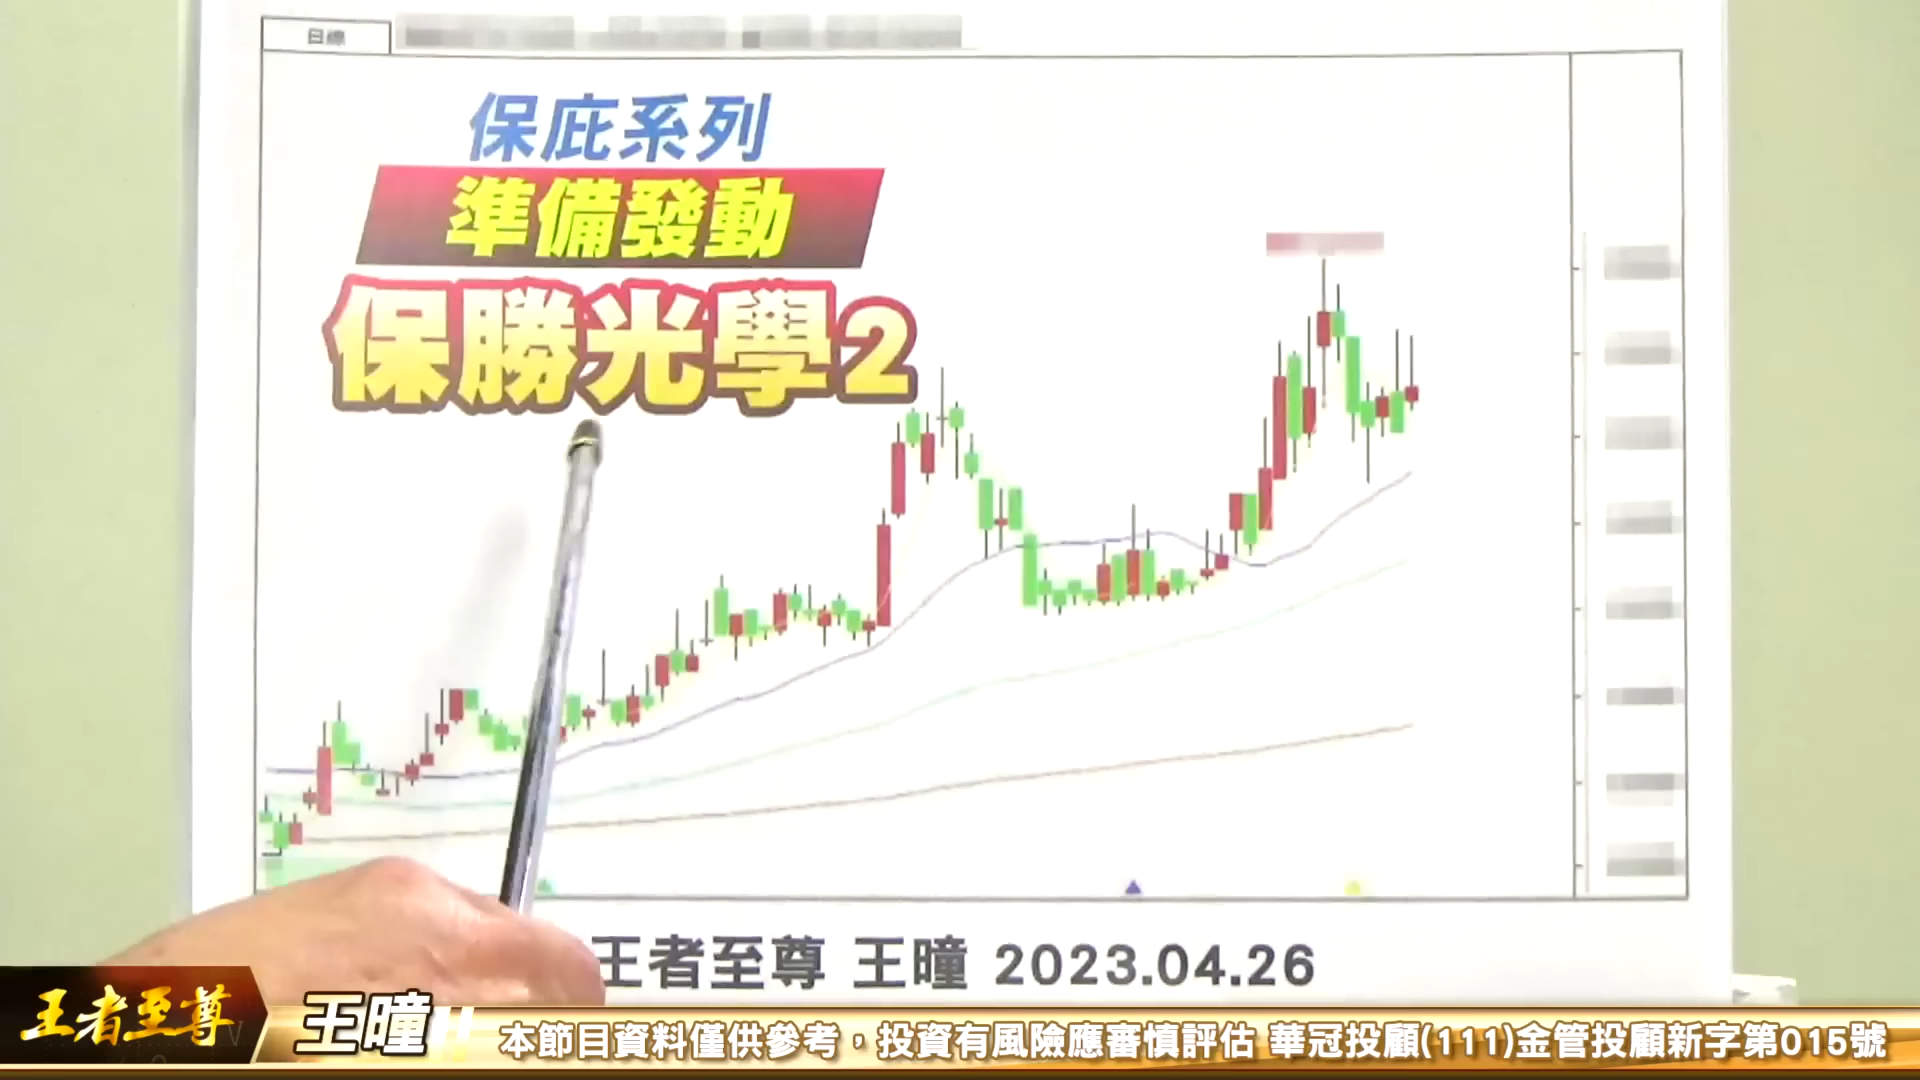 目標
保庇系列
準備發動
保勝光學2
王者至尊 王曈 2023.04.26
王者至尊
王曈!!
本節目資料僅供參考，投資有風險應審慎評估 華冠投顧(111)金管投顧新字第015號